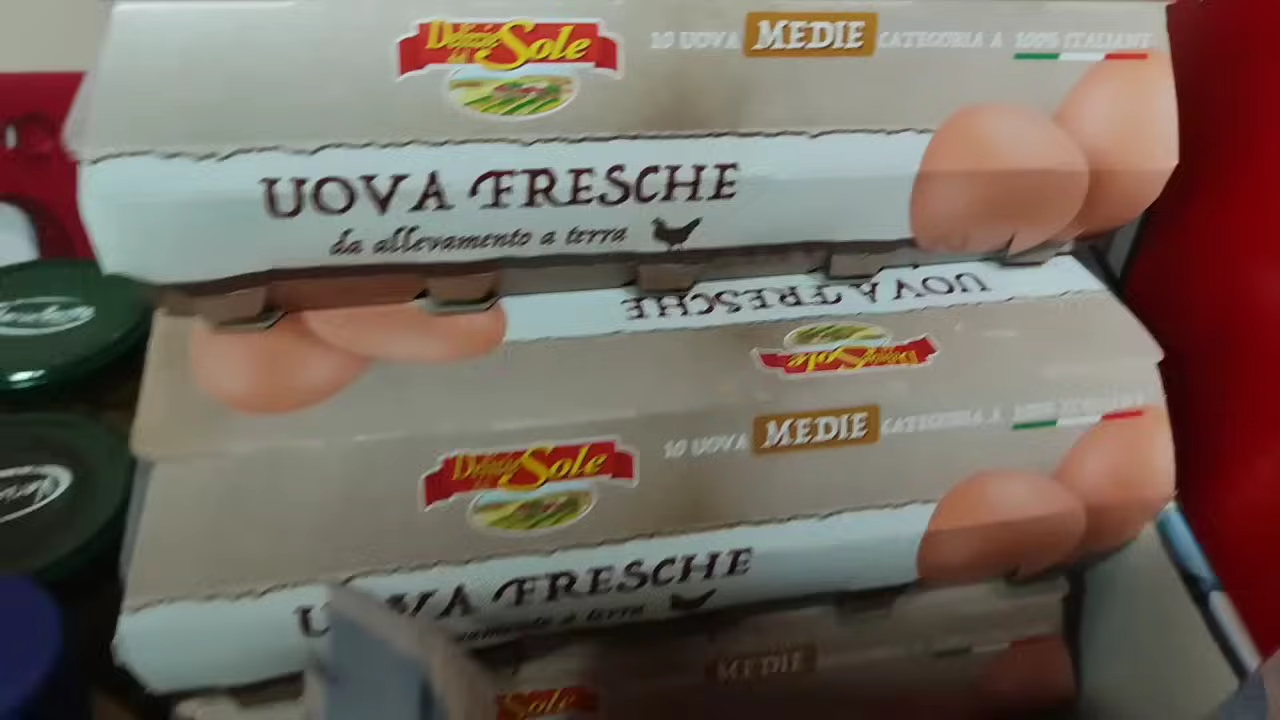 Delizie del Sole
10 UOVA MEDIE CATEGORIA A 100% ITALIANE
UOVA FRESCHE
da allevamento a terra
UOVA FRESCHE
Delizie del Sole
Delizie del Sole
10 UOVA MEDIE CATEGORIA A
UOVA FRESCHE
a terra
MEDIE
Sole